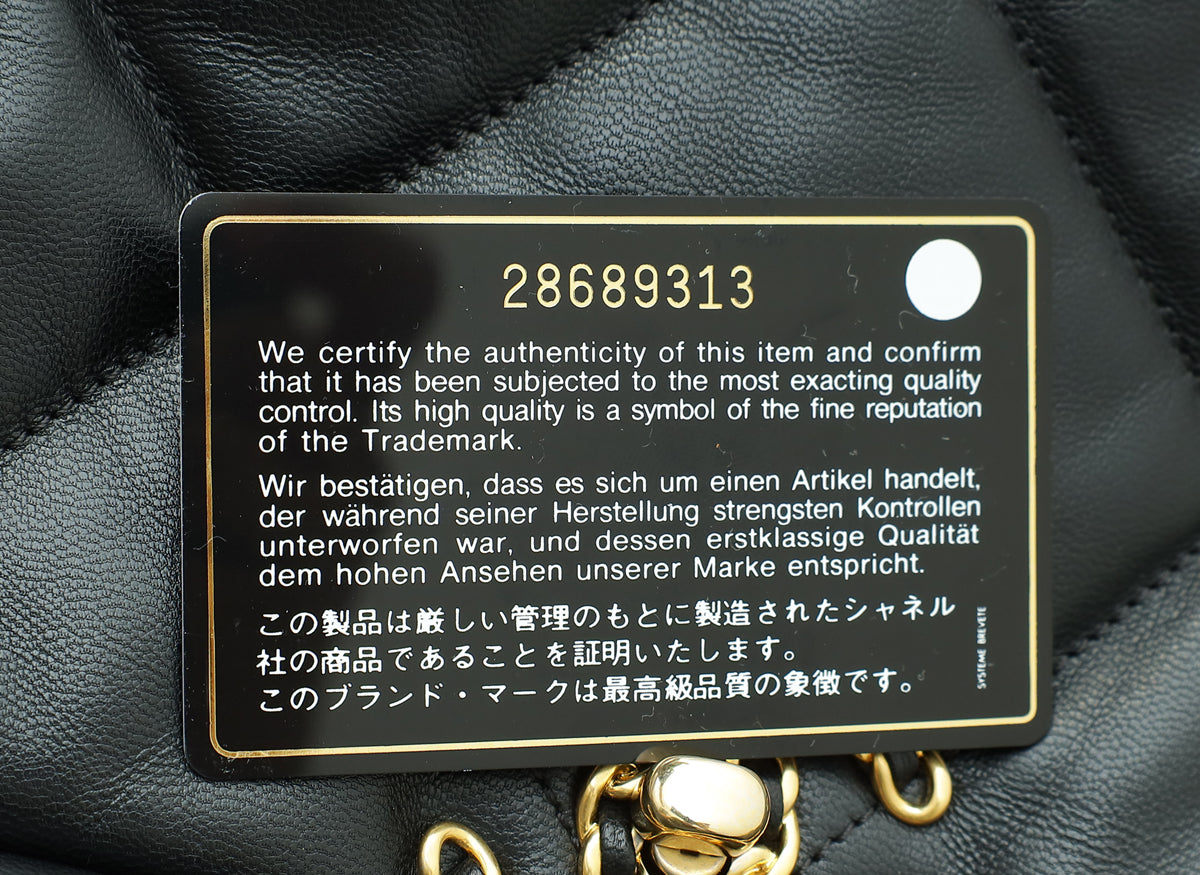 28689313
We certify the authenticity of this item and confirm
that it has been subjected to the most exacting quality
control. Its high quality is a symbol of the fine reputation
of the Trademark.
Wir bestätigen, dass es sich um einen Artikel handelt,
der während seiner Herstellung strengsten Kontrollen
unterworfen war, und dessen erstklassige Qualität
dem hohen Ansehen unserer Marke entspricht.
この製品は厳しい管理のもとに製造されたシャネル
社の商品であることを証明いたします。
このブランド・マークは最高級品質の象徴です。
SYSTEME BREVETE